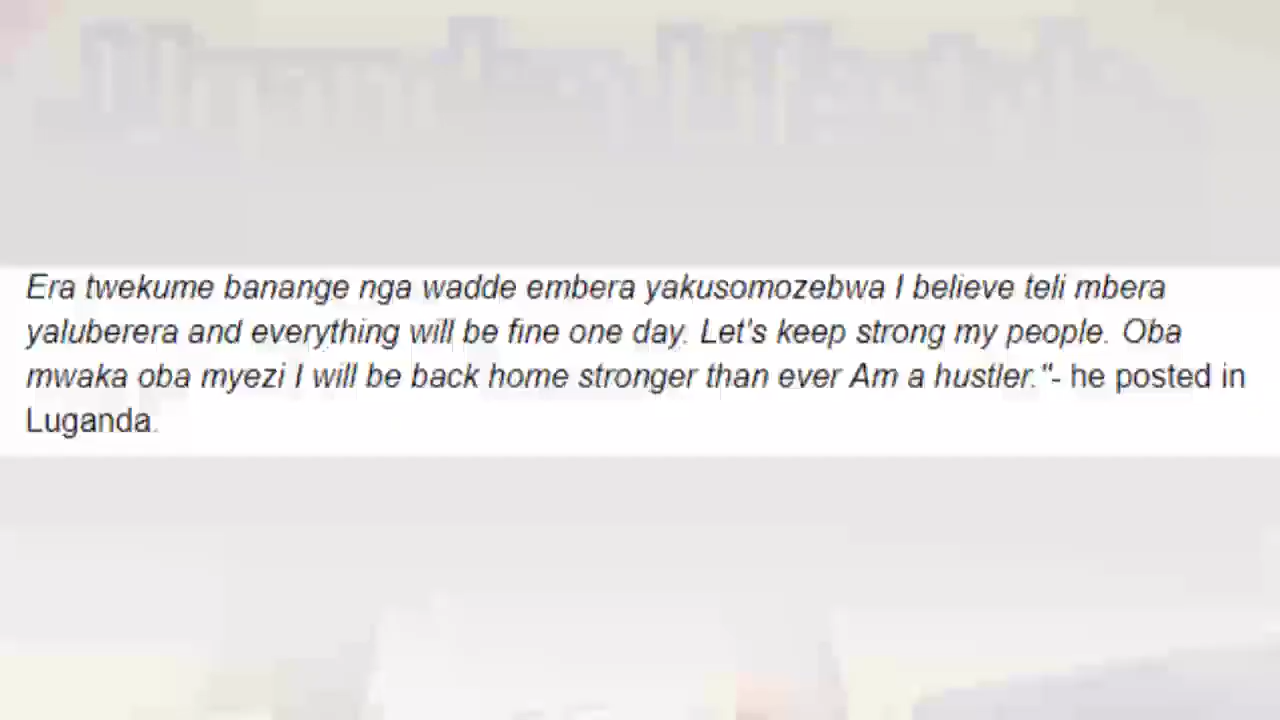 Era twekume banange nga wadde embera yakusomozebwa I believe teli mbera
yaluberera and everything will be fine one day. Let's keep strong my people. Oba
mwaka oba myezi I will be back home stronger than ever Am a hustler."- he posted in
Luganda.